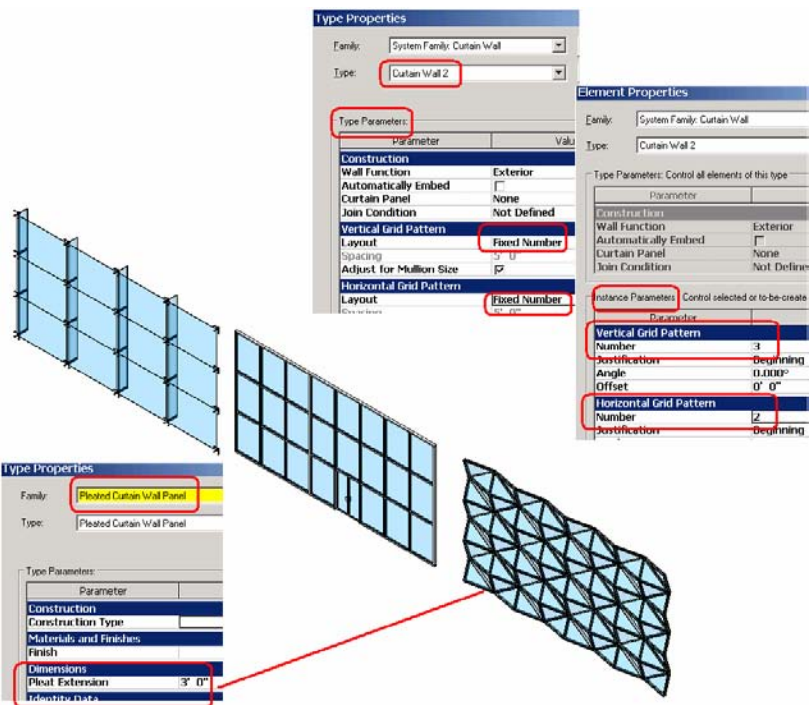 Type Properties
Family: System Family: Curtain Wall
Type: Curtain Wall 2
Type Parameters:
Parameter Valu
Construction
Wall Function Exterior
Automatically Embed
Curtain Panel None
Join Condition Not Defined
Vertical Grid Pattern
Layout Fixed Number
Spacing 5' 0"
Adjust for Mullion Size
Horizontal Grid Pattern
Layout Fixed Number
Spacing 5' 0"
Element Properties
Family: System Family: Curtain Wall
Type: Curtain Wall 2
Type Parameters: Control all elements of this type
Parameter
Construction
Wall Function Exterior
Automatically Embed
Curtain Panel None
Join Condition Not Define
Instance Parameters Control selected or to-be-create
Parameter
Vertical Grid Pattern
Number 3
Justification Beginning
Angle 0.000°
Offset 0' 0"
Horizontal Grid Pattern
Number 2
Justification Beginning
Type Properties
Family: Pleated Curtain Wall Panel
Type: Pleated Curtain Wall Panel
Type Parameters:
Parameter
Construction
Construction Type
Materials and Finishes
Finish
Dimensions
Pleat Extension 3' 0"
Identity Data